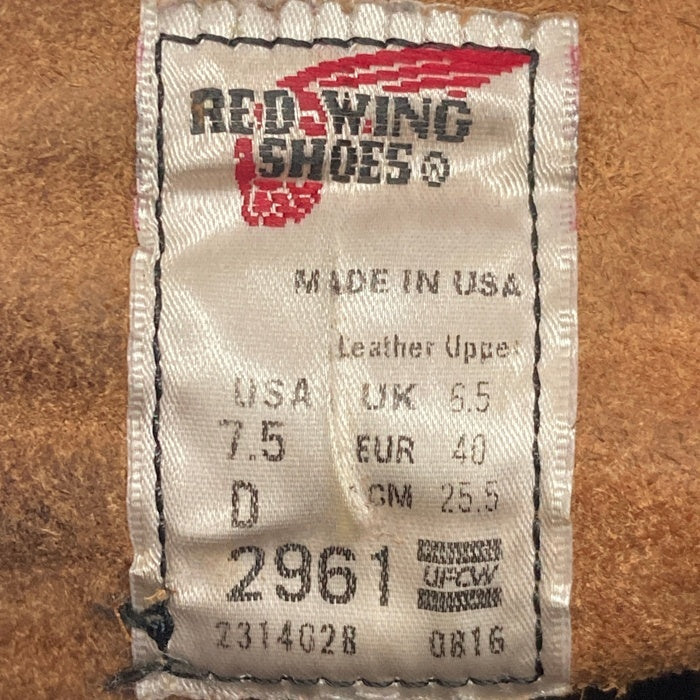 RED WING
SHOES®
MADE IN USA
Leather Upper
USA UK 6.5
7.5 EUR 40
D CM 25.5
2961 UFCW
2314028 0816